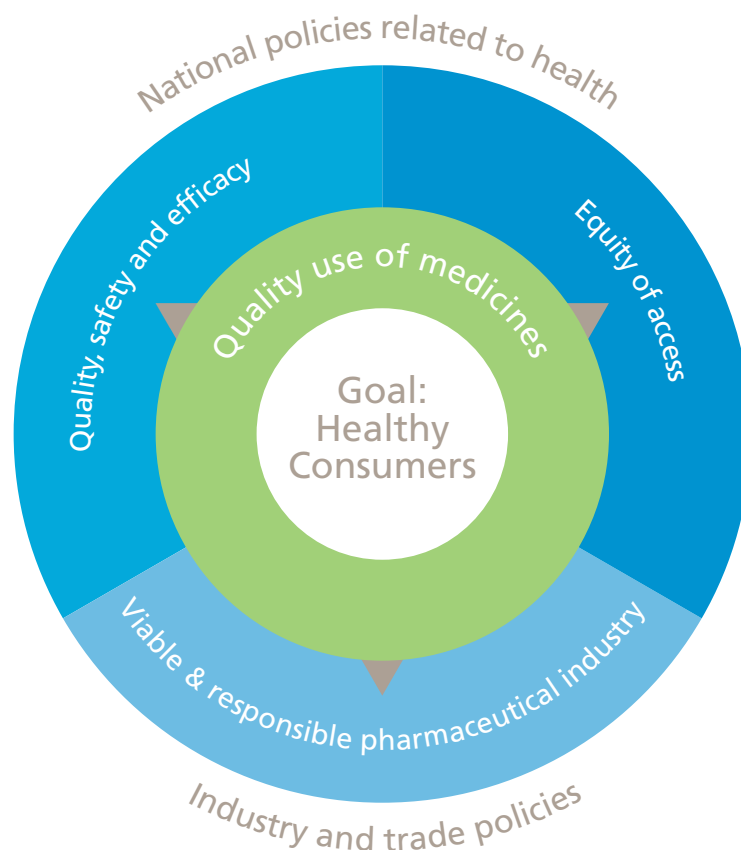 National policies related to health
Quality, safety and efficacy
Equity of access
Quality use of medicines
Goal:
Healthy
Consumers
Viable & responsible pharmaceutical industry
Industry and trade policies